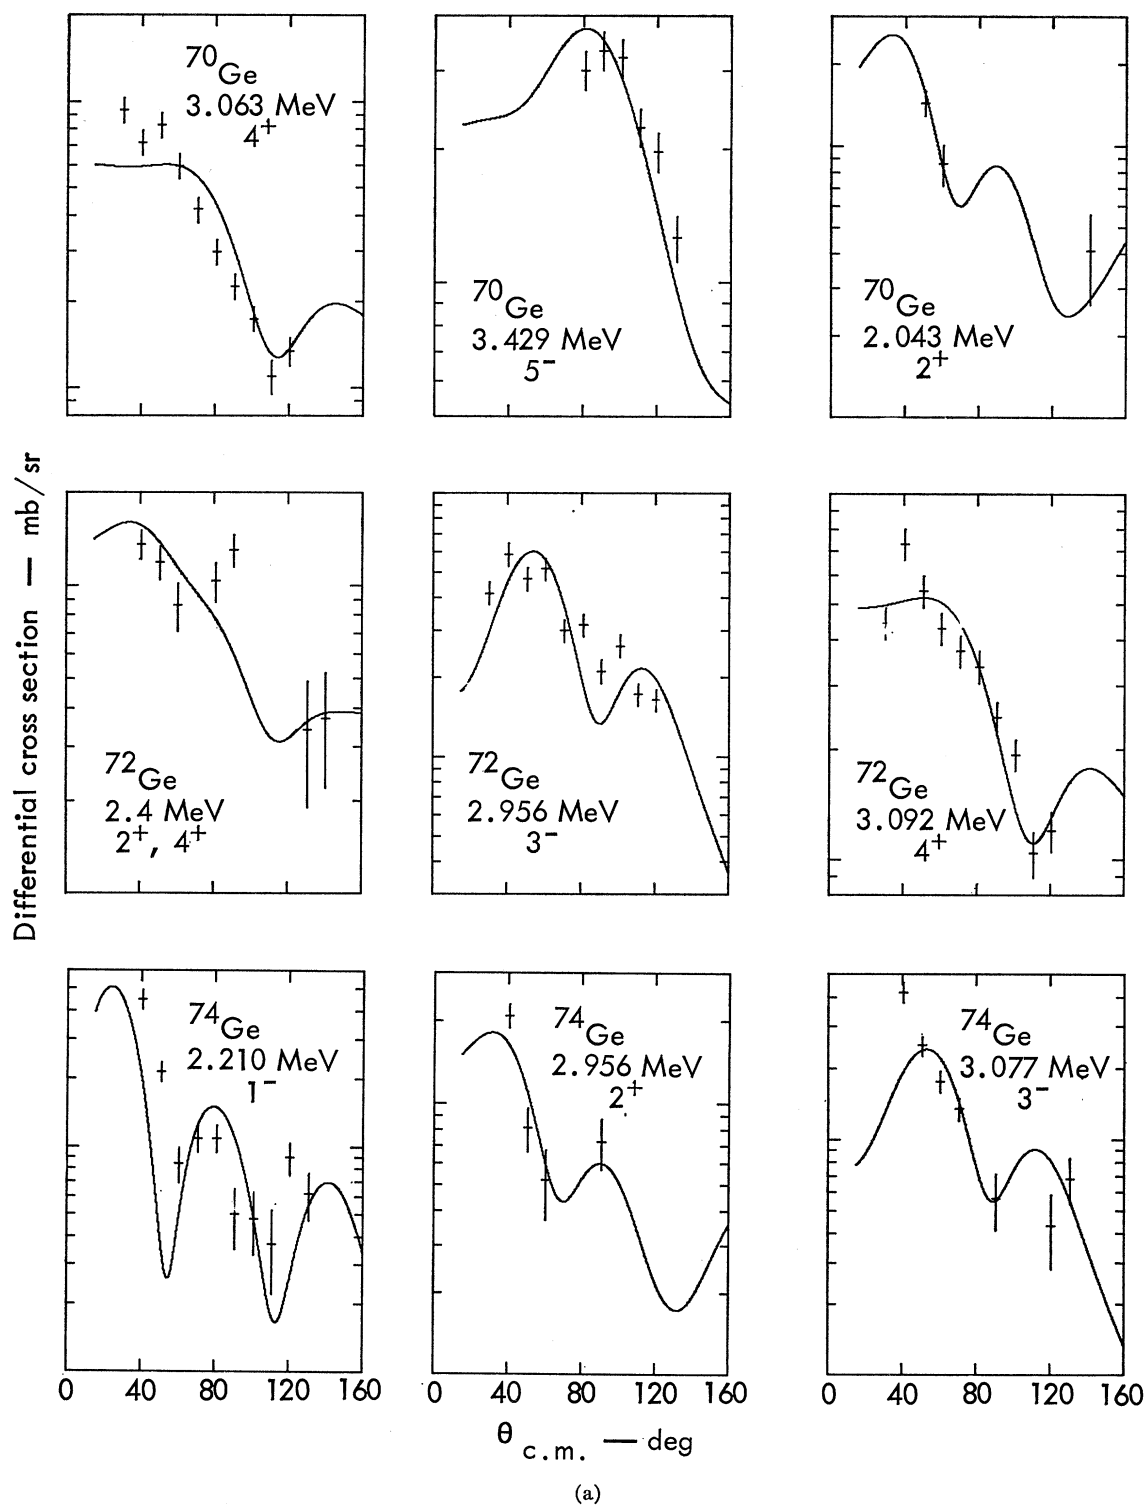 Differential cross section — mb/sr
⁷⁰Ge
3.063 MeV
4⁺
⁷⁰Ge
3.429 MeV
5⁻
⁷⁰Ge
2.043 MeV
2⁺
⁷²Ge
2.4 MeV
2⁺, 4⁺
⁷²Ge
2.956 MeV
3⁻
⁷²Ge
3.092 MeV
4⁺
⁷⁴Ge
2.210 MeV
1⁻
⁷⁴Ge
2.956 MeV
2⁺
⁷⁴Ge
3.077 MeV
3⁻
0 40 80 120 160
0 40 80 120 160
0 40 80 120 160
θ c.m. — deg
(a)